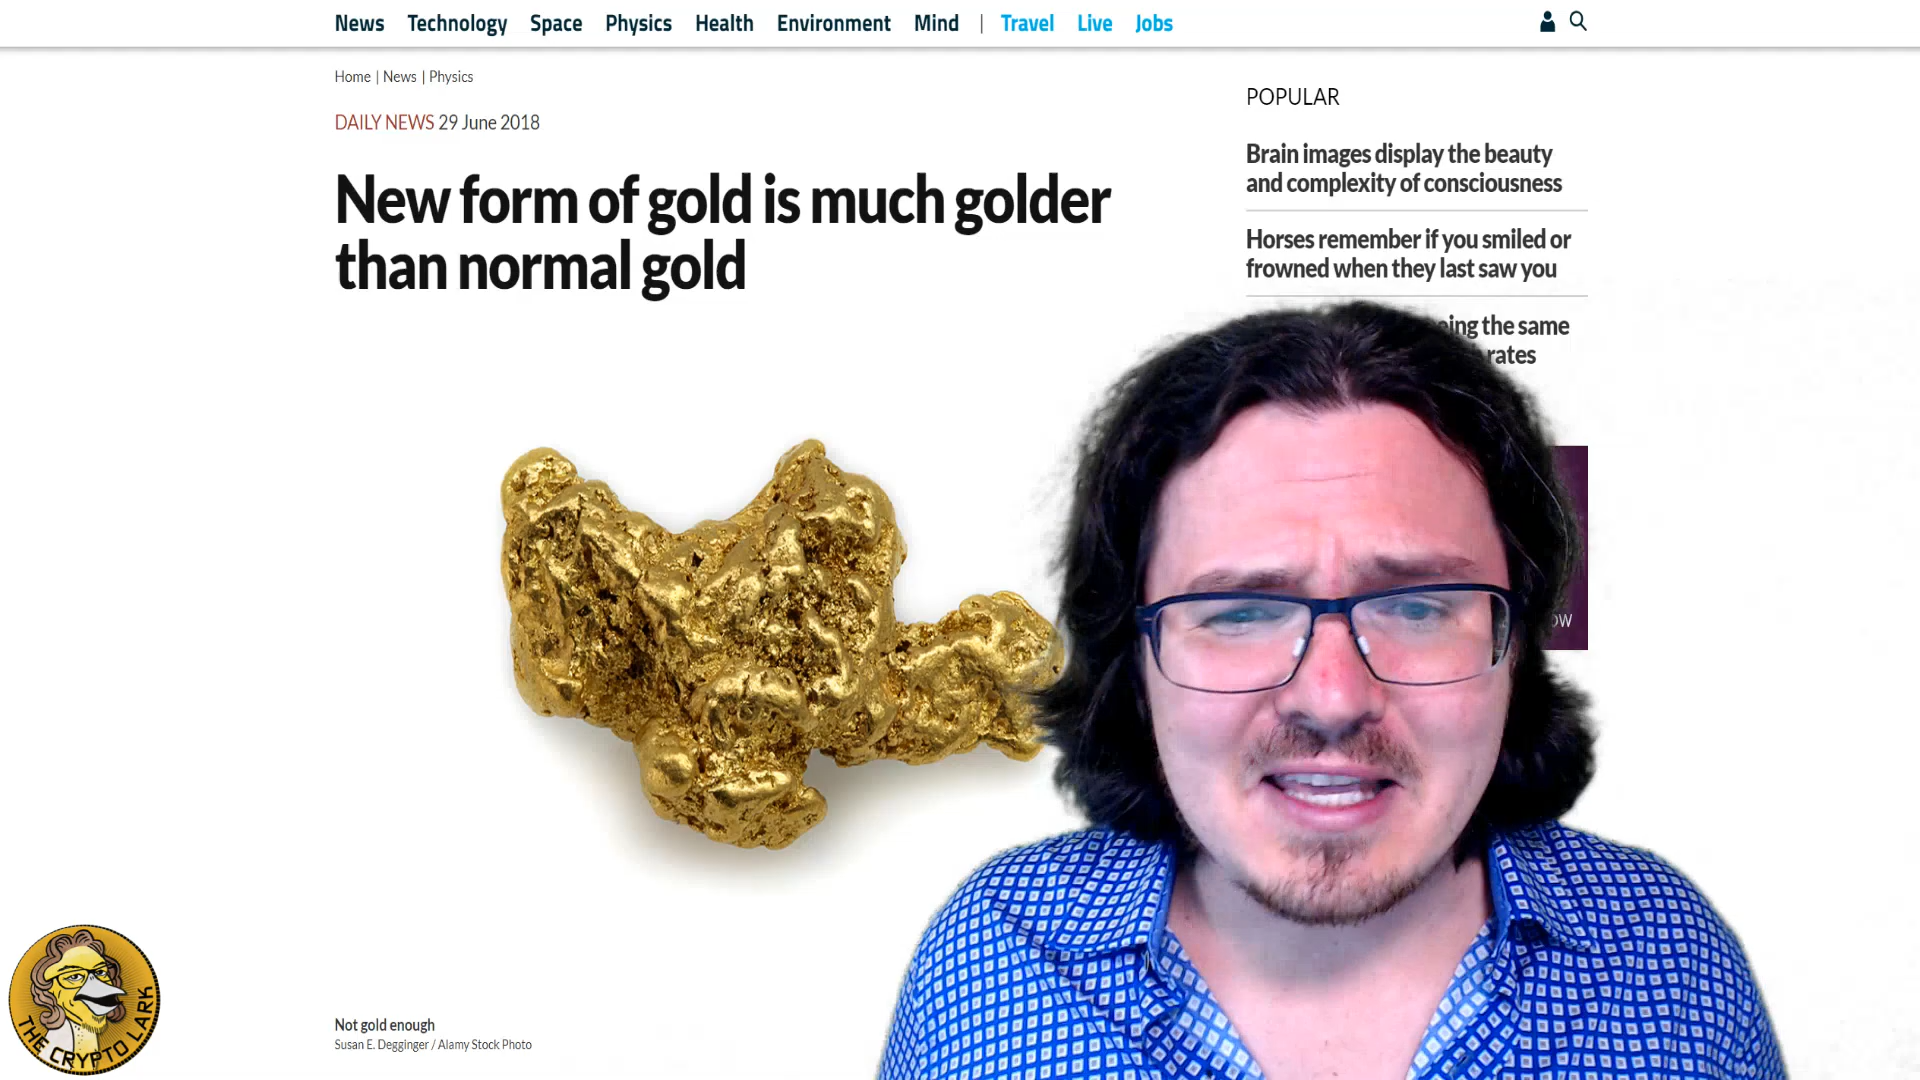 News Technology Space Physics Health Environment Mind | Travel Live Jobs
Home | News | Physics
DAILY NEWS 29 June 2018
New form of gold is much golder
than normal gold
POPULAR
Brain images display the beauty
and complexity of consciousness
Horses remember if you smiled or
frowned when they last saw you
the same
rates
Not gold enough
Susan E. Degginger / Alamy Stock Photo
THE CRYPTO LARK